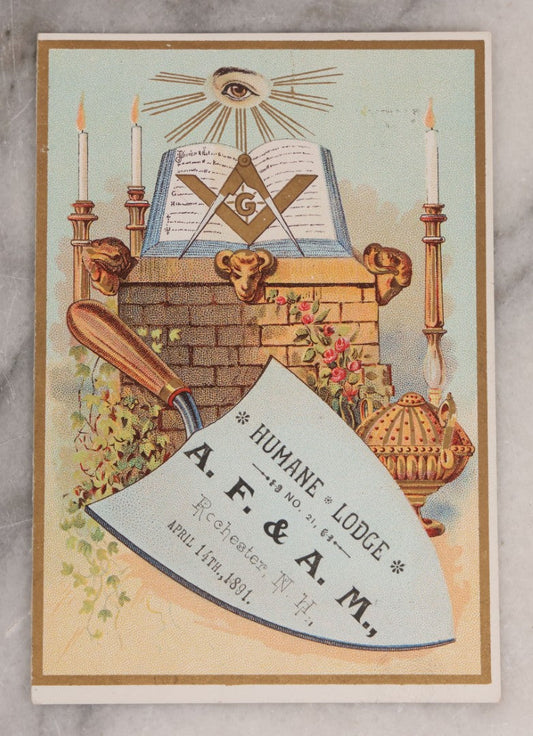 G
HUMANE * LODGE
NO. 21,
A. F. & A. M.,
Rochester, N. H.,
APRIL 14TH., 1891.